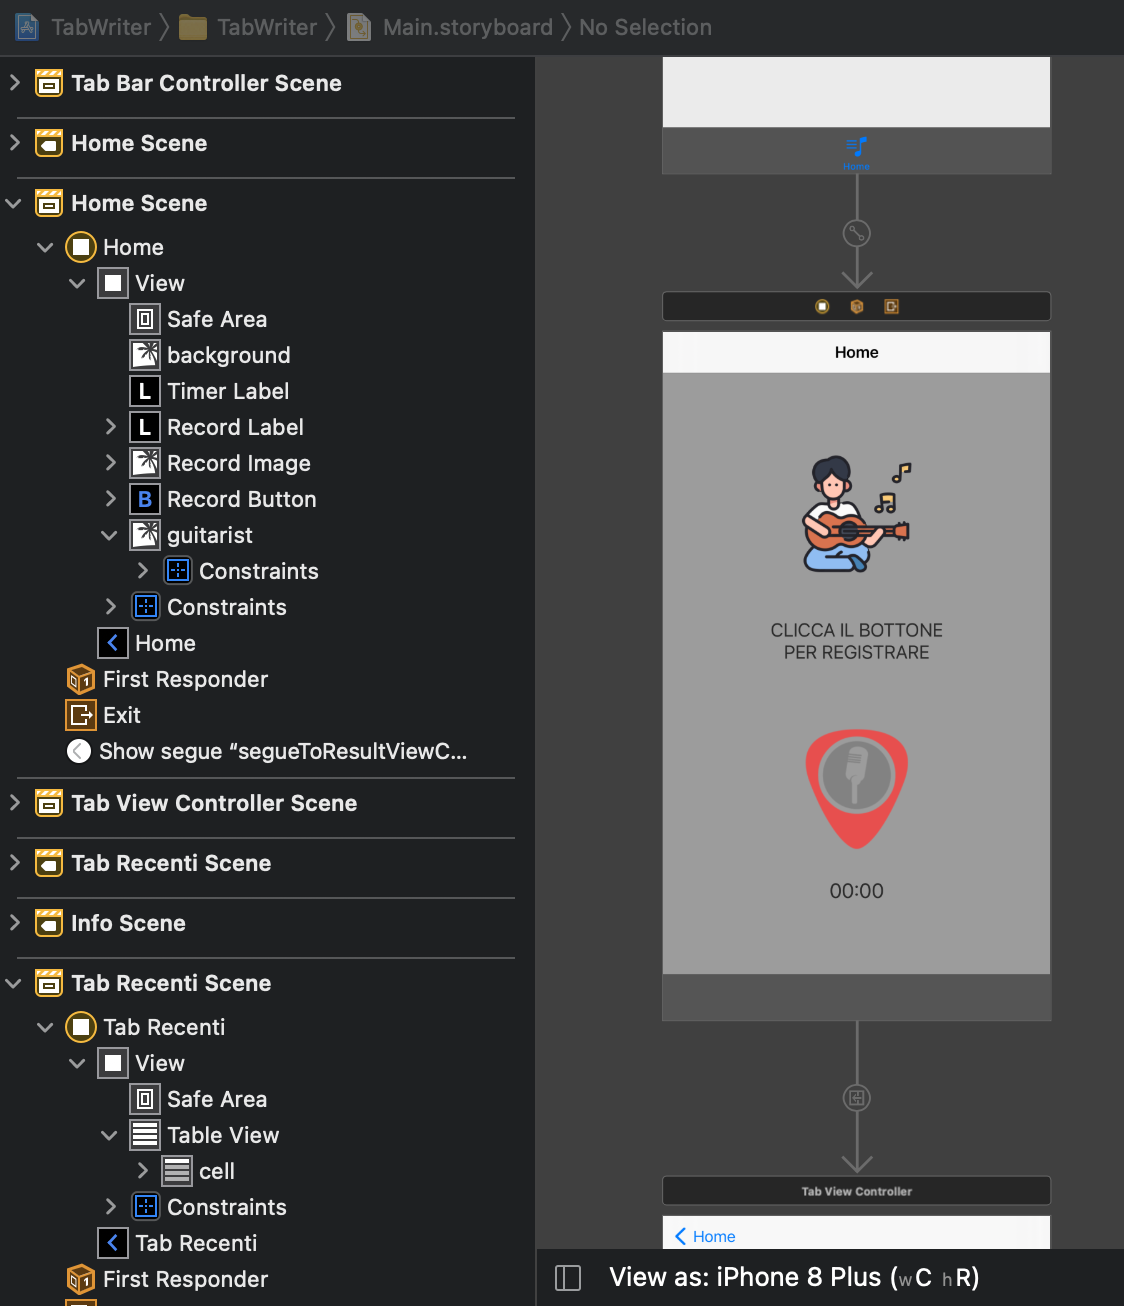 TabWriter
TabWriter
Main.storyboard
No Selection
Tab Bar Controller Scene
Home Scene
Home Scene
Home
View
Safe Area
background
L Timer Label
L Record Label
Record Image
B Record Button
guitarist
Constraints
Constraints
Home
First Responder
Exit
Show segue “segueToResultViewC...
Tab View Controller Scene
Tab Recenti Scene
Info Scene
Tab Recenti Scene
Tab Recenti
View
Safe Area
Table View
cell
Constraints
Tab Recenti
First Responder
Home
Home
CLICCA IL BOTTONE
PER REGISTRARE
00:00
Tab View Controller
Home
View as: iPhone 8 Plus (wC hR)